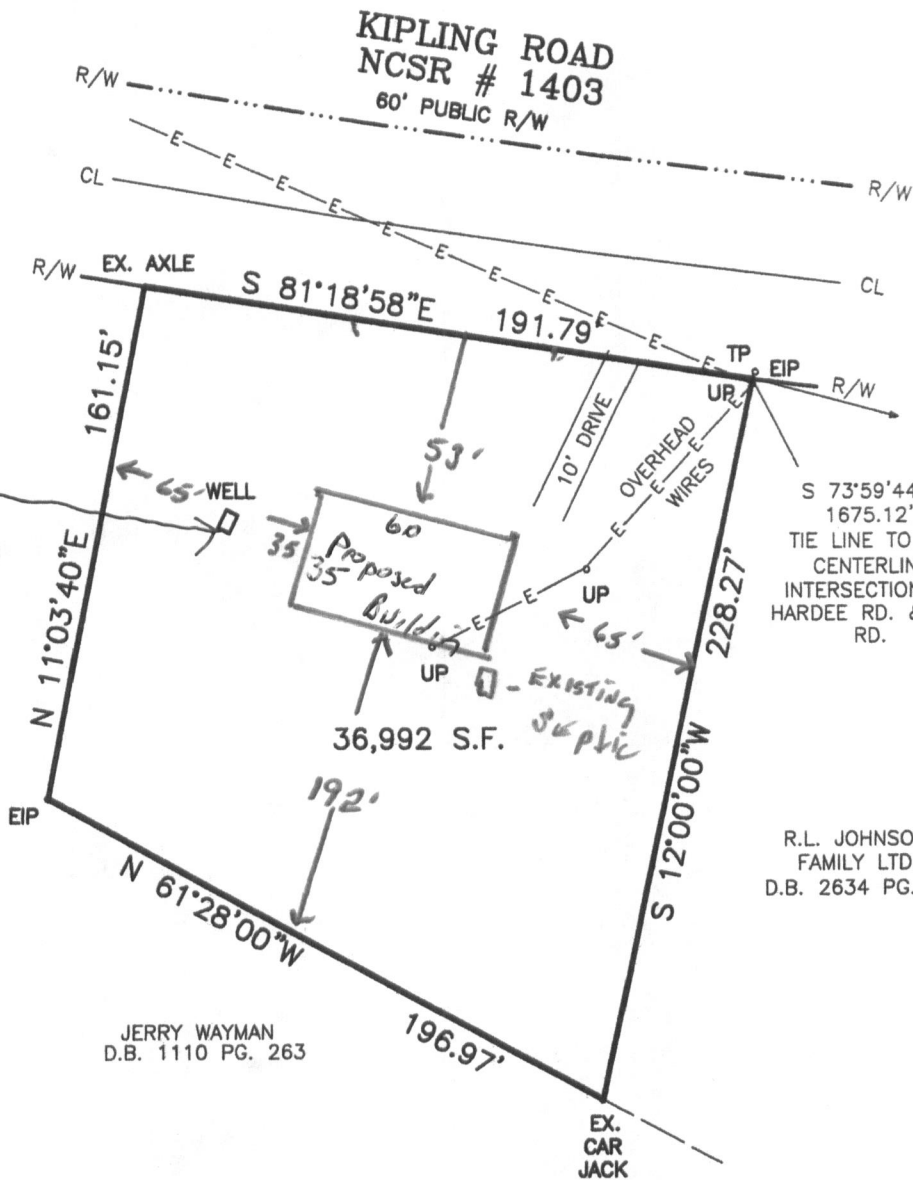 KIPLING ROAD
NCSR # 1403
60' PUBLIC R/W
R/W
R/W
CL
CL
R/W
EX. AXLE
S 81°18'58"E
191.79'
TP
EIP
UP
R/W
161.15'
N 11°03'40"E
53'
10' DRIVE
OVERHEAD
WIRES
E E E E E E E E E E E
E E E E E E
65'
WELL
35
60
35
Proposed
Building
UP
UP
65'
228.27'
S 12°00'00"W
S 73°59'44
1675.12'
TIE LINE TO
CENTERLIN
INTERSECTION
HARDEE RD. &
RD.
EXISTING
Septic
36,992 S.F.
192'
EIP
N 61°28'00"W
196.97'
R.L. JOHNSO
FAMILY LTD
D.B. 2634 PG.
JERRY WAYMAN
D.B. 1110 PG. 263
EX.
CAR
JACK